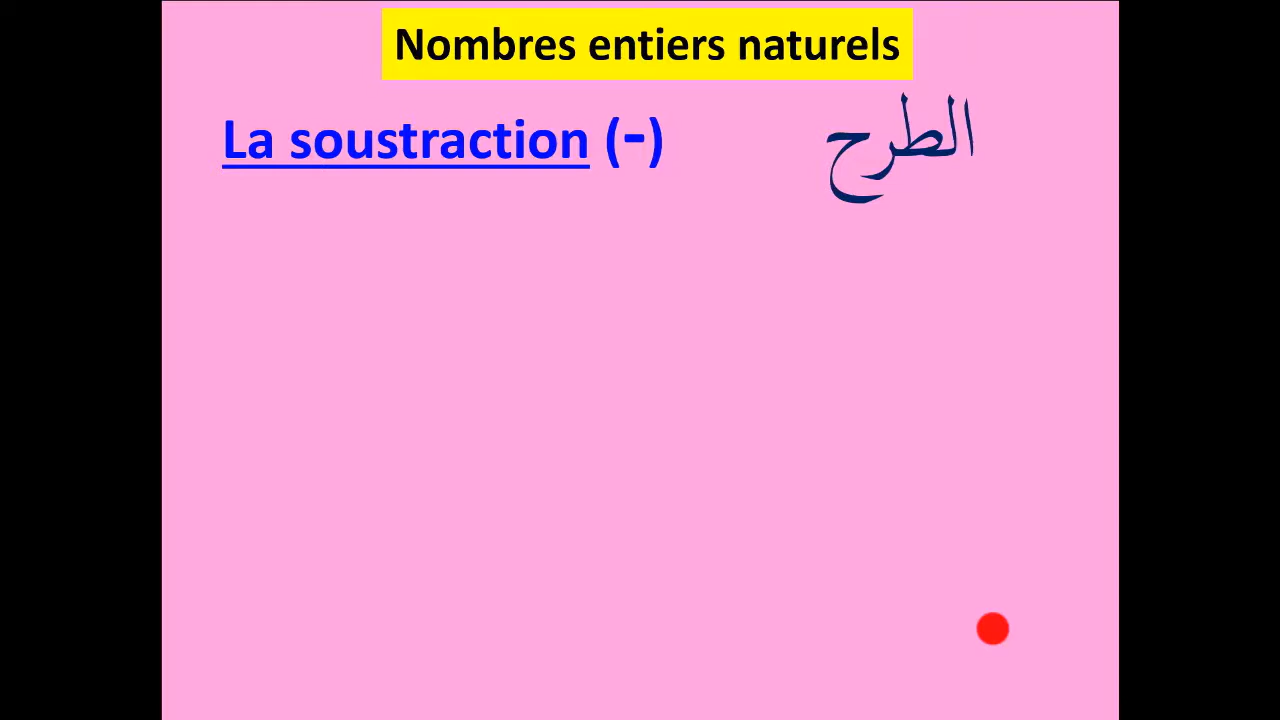 Nombres entiers naturels
La soustraction (-) الطرح